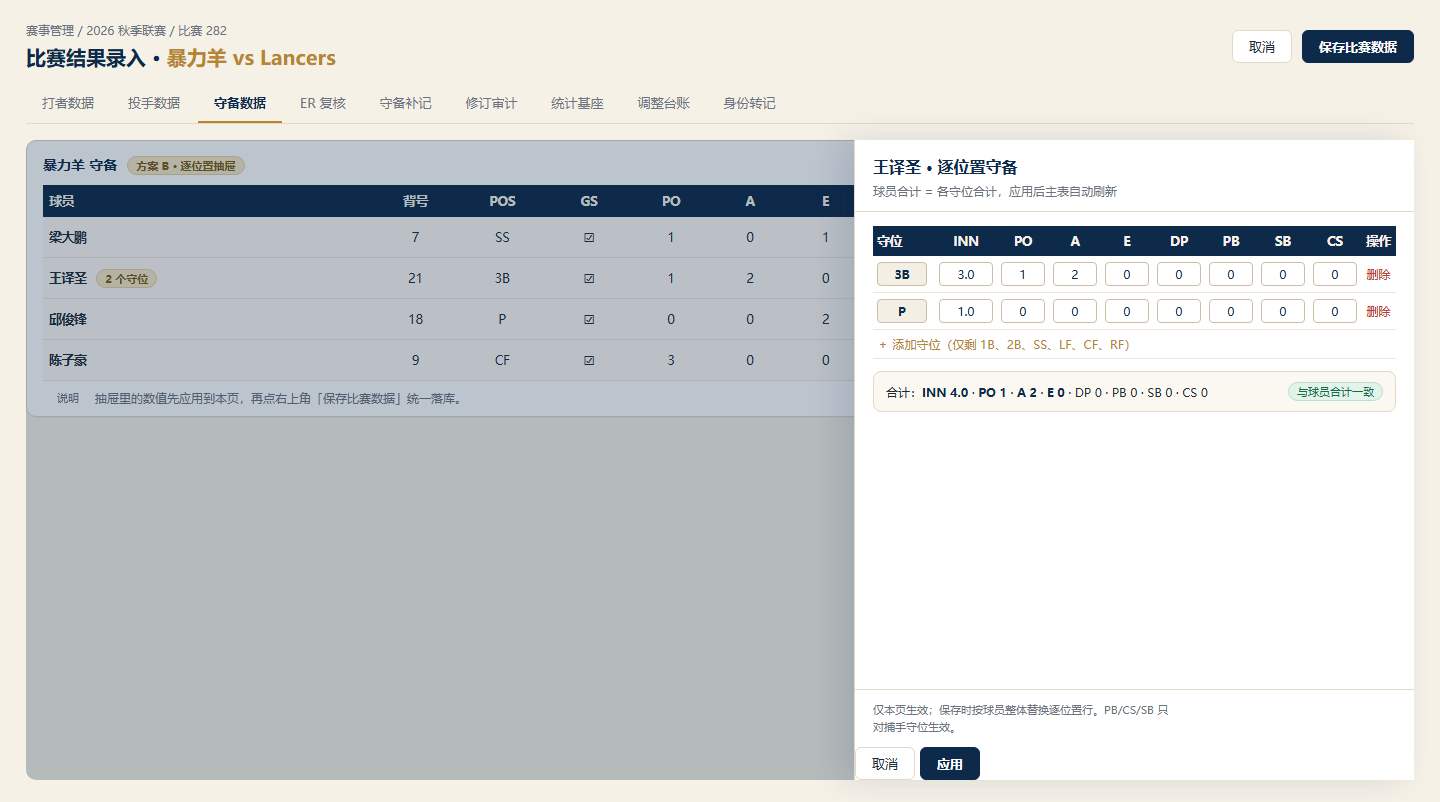 赛事管理 / 2026 秋季联赛 / 比赛 282
比赛结果录入 • 暴力羊 vs Lancers
取消 保存比赛数据
打者数据 投手数据 守备数据 ER 复核 守备补记 修订审计 统计基座 调整台账 身份转记
暴力羊 守备 方案 B • 逐位置抽屉
球员 背号 POS GS PO A E
梁大鹏 7 SS ☑ 1 0 1
王译圣 2 个守位 21 3B ☑ 1 2 0
邱俊锋 18 P ☑ 0 0 2
陈子豪 9 CF ☑ 3 0 0
说明 抽屉里的数值先应用到本页，再点右上角「保存比赛数据」统一落库。
王译圣 • 逐位置守备
球员合计 = 各守位合计，应用后主表自动刷新
守位 INN PO A E DP PB SB CS 操作
3B 3.0 1 2 0 0 0 0 0 删除
P 1.0 0 0 0 0 0 0 0 删除
+ 添加守位（仅剩 1B、2B、SS、LF、CF、RF）
合计：INN 4.0 · PO 1 · A 2 · E 0 · DP 0 · PB 0 · SB 0 · CS 0 与球员合计一致
仅本页生效；保存时按球员整体替换逐位置行。PB/CS/SB 只
对捕手守位生效。
取消 应用